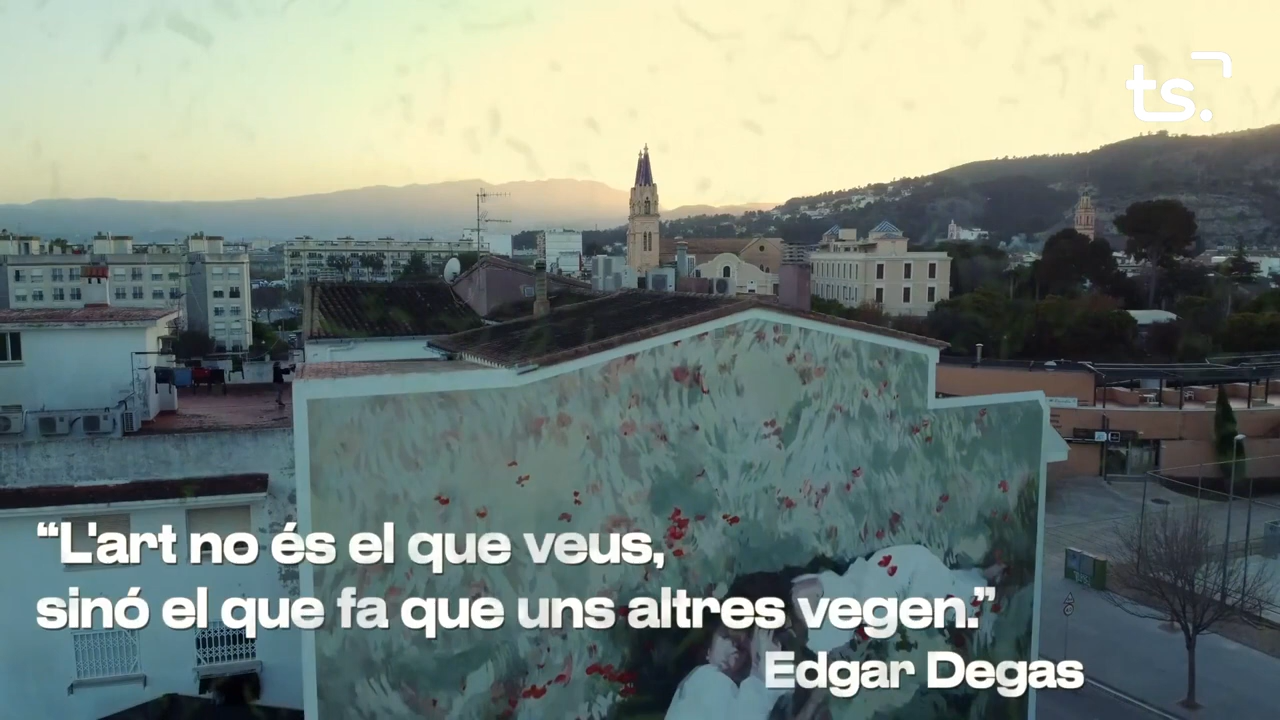 ts.
“L'art no és el que veus,
sinó el que fa que uns altres vegen.”
Edgar Degas